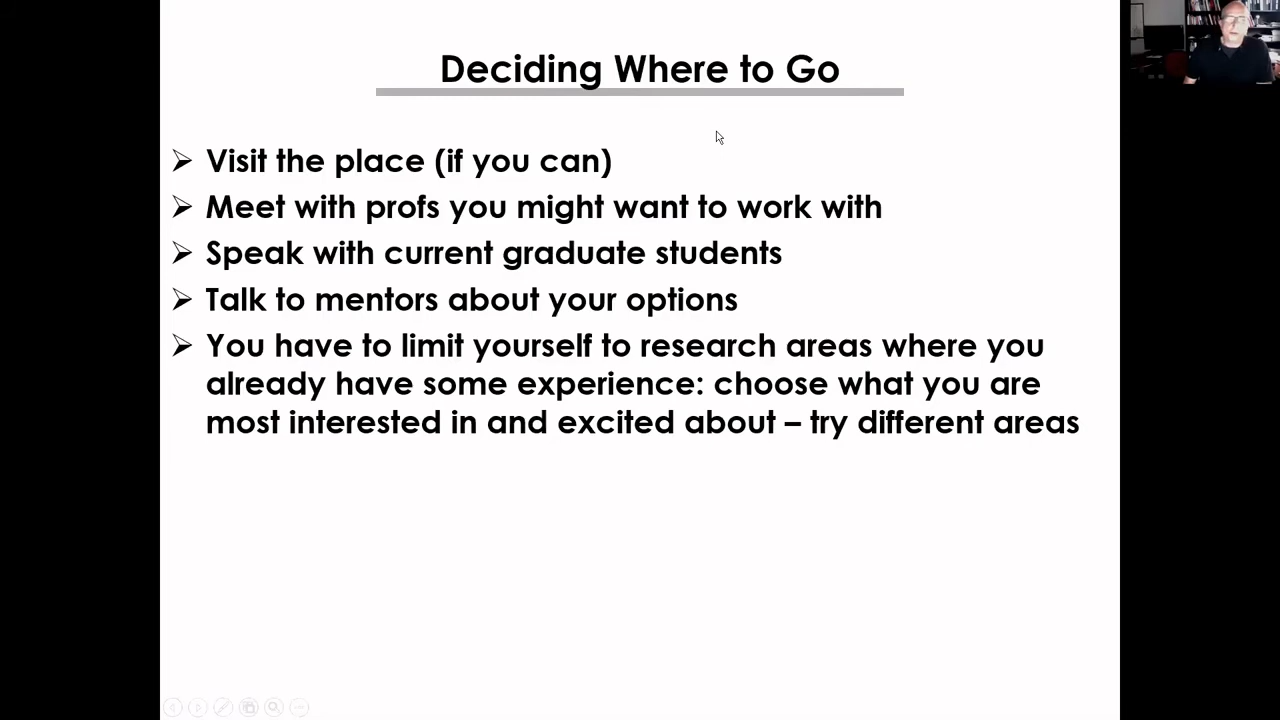 Deciding Where to Go
➢ Visit the place (if you can)
➢ Meet with profs you might want to work with
➢ Speak with current graduate students
➢ Talk to mentors about your options
➢ You have to limit yourself to research areas where you
already have some experience: choose what you are
most interested in and excited about – try different areas